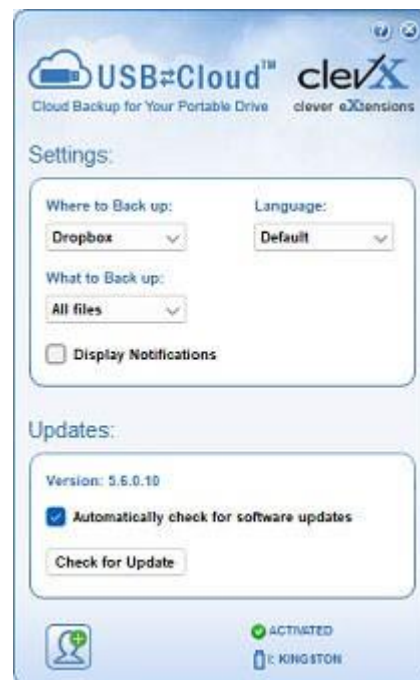 USB⇄Cloud™ clevX
Cloud Backup for Your Portable Drive clever eXtensions
Settings:
Where to Back up: Language:
Dropbox Default
What to Back up:
All files
Display Notifications
Updates:
Version: 5.6.0.10
Automatically check for software updates
Check for Update
ACTIVATED
I: KINGSTON